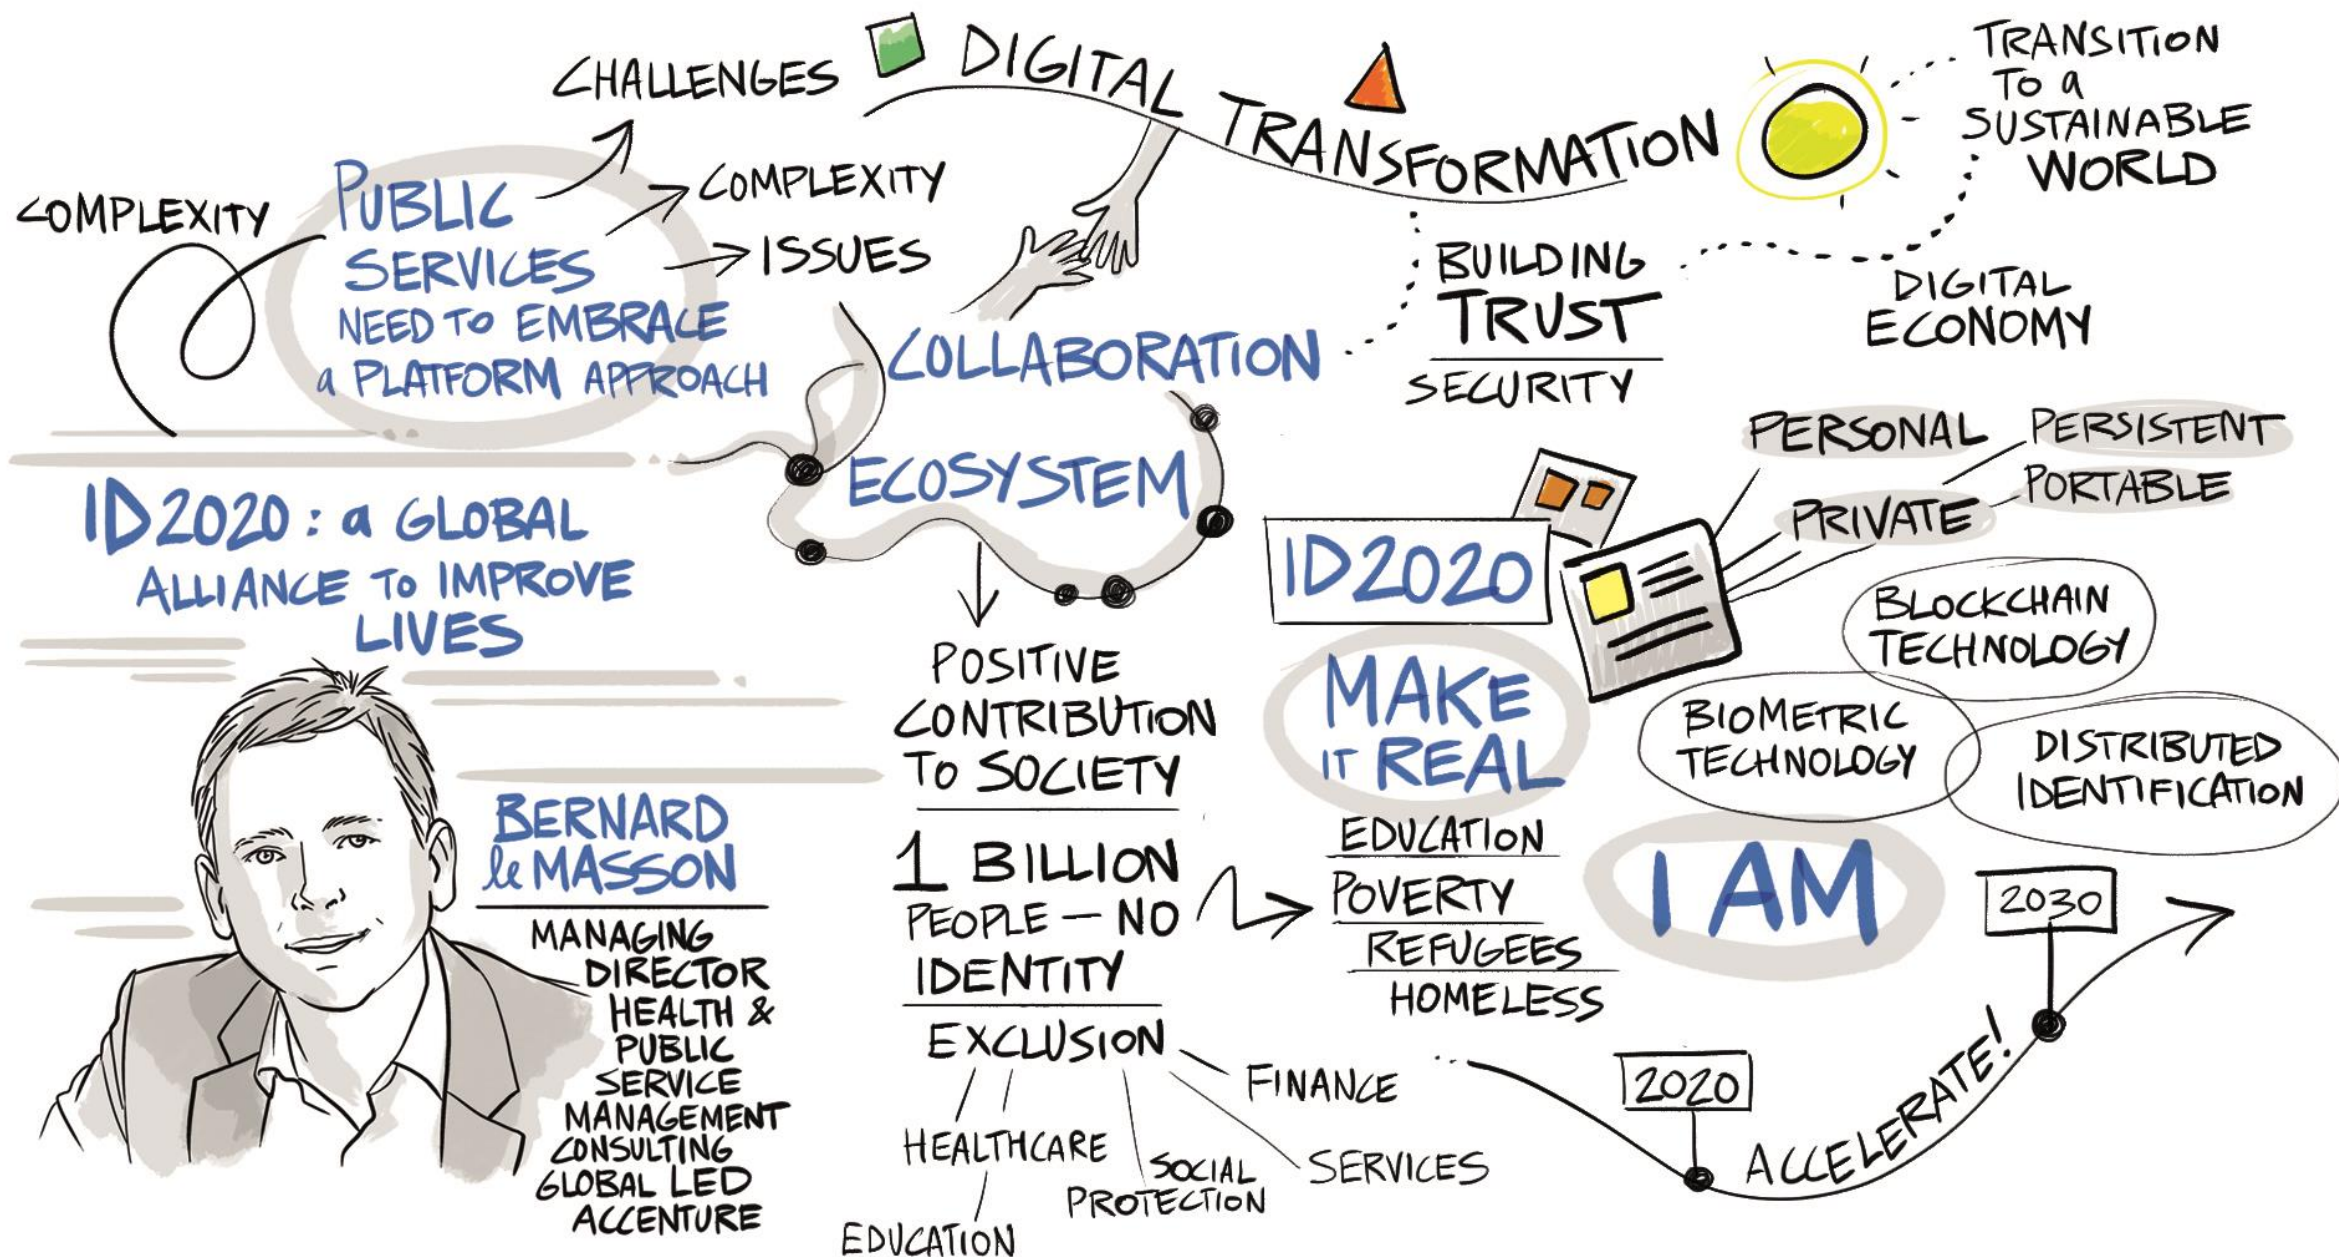 COMPLEXITY
PUBLIC
SERVICES
NEED TO EMBRACE
a PLATFORM APPROACH
CHALLENGES
COMPLEXITY
ISSUES
DIGITAL TRANSFORMATION
TRANSITION
TO a
SUSTAINABLE
WORLD
COLLABORATION
ECOSYSTEM
BUILDING
TRUST
SECURITY
DIGITAL
ECONOMY
ID2020: a GLOBAL
ALLIANCE TO IMPROVE
LIVES
BERNARD
le MASSON
MANAGING
DIRECTOR
HEALTH &
PUBLIC
SERVICE
MANAGEMENT
CONSULTING
GLOBAL LED
ACCENTURE
POSITIVE
CONTRIBUTION
TO SOCIETY
1 BILLION
PEOPLE — NO
IDENTITY
EXCLUSION
HEALTHCARE
EDUCATION
SOCIAL
PROTECTION
SERVICES
FINANCE
ID2020
PERSONAL
PERSISTENT
PORTABLE
PRIVATE
MAKE
IT REAL
BLOCKCHAIN
TECHNOLOGY
BIOMETRIC
TECHNOLOGY
DISTRIBUTED
IDENTIFICATION
EDUCATION
POVERTY
REFUGEES
HOMELESS
I AM
2020
ACCELERATE!
2030